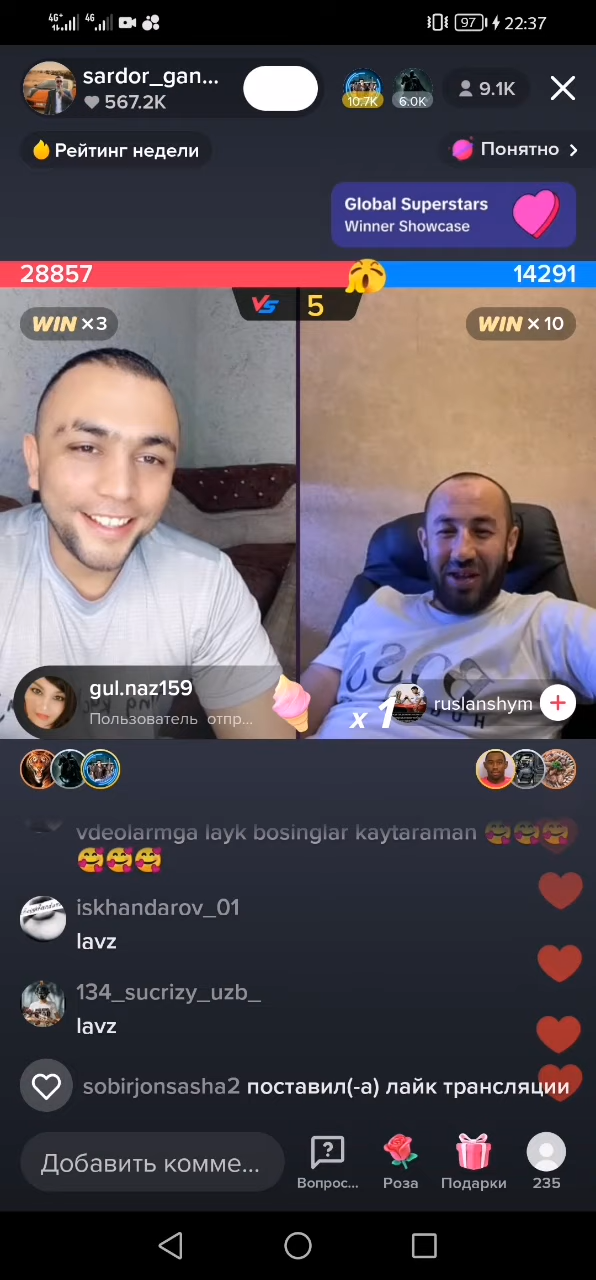 4G+ 4G 97 22:37
sardor_gan...
567.2K
10.7K 6.0K 9.1K
Рейтинг недели
Понятно
Global Superstars
Winner Showcase
28857 14291
VS 5
WIN ×3
WIN × 10
gul.naz159
Пользователь отпр...
x 1
ruslanshym
vdeolarmga layk bosinglar kaytaraman
iskhandarov_01
lavz
134_sucrizy_uzb_
lavz
sobirjonsasha2 поставил(-а) лайк трансляции
Добавить комме...
Вопрос... Роза Подарки 235